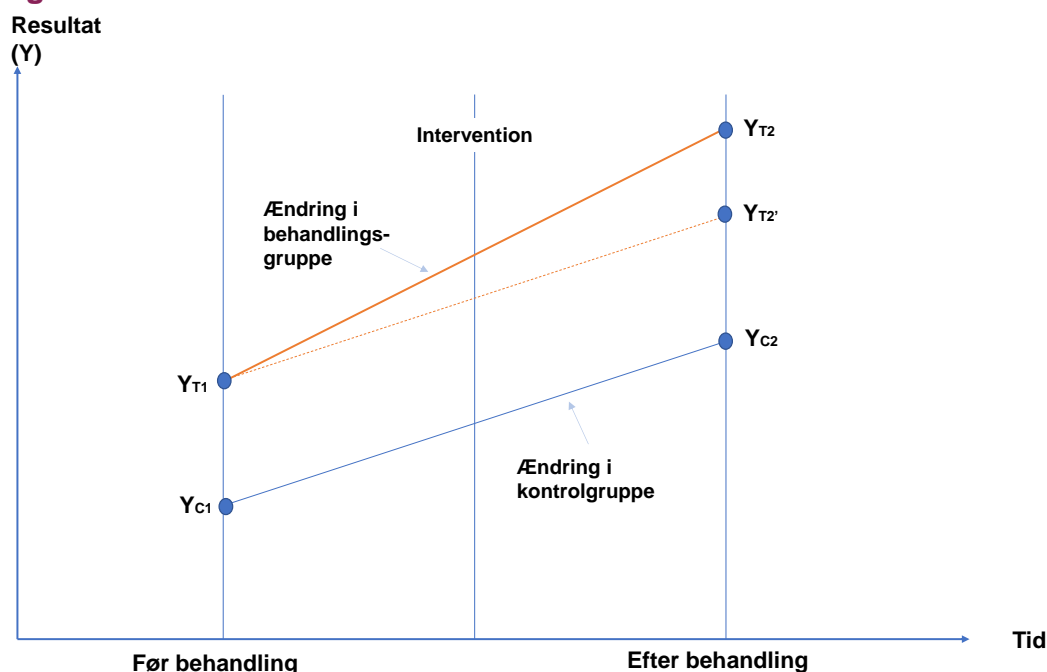 Resultat
(Y)
Intervention
YT2
Ændring i
behandlings-
gruppe
YT2'
YC2
YT1
Ændring i
kontrolgruppe
YC1
Tid
Før behandling
Efter behandling